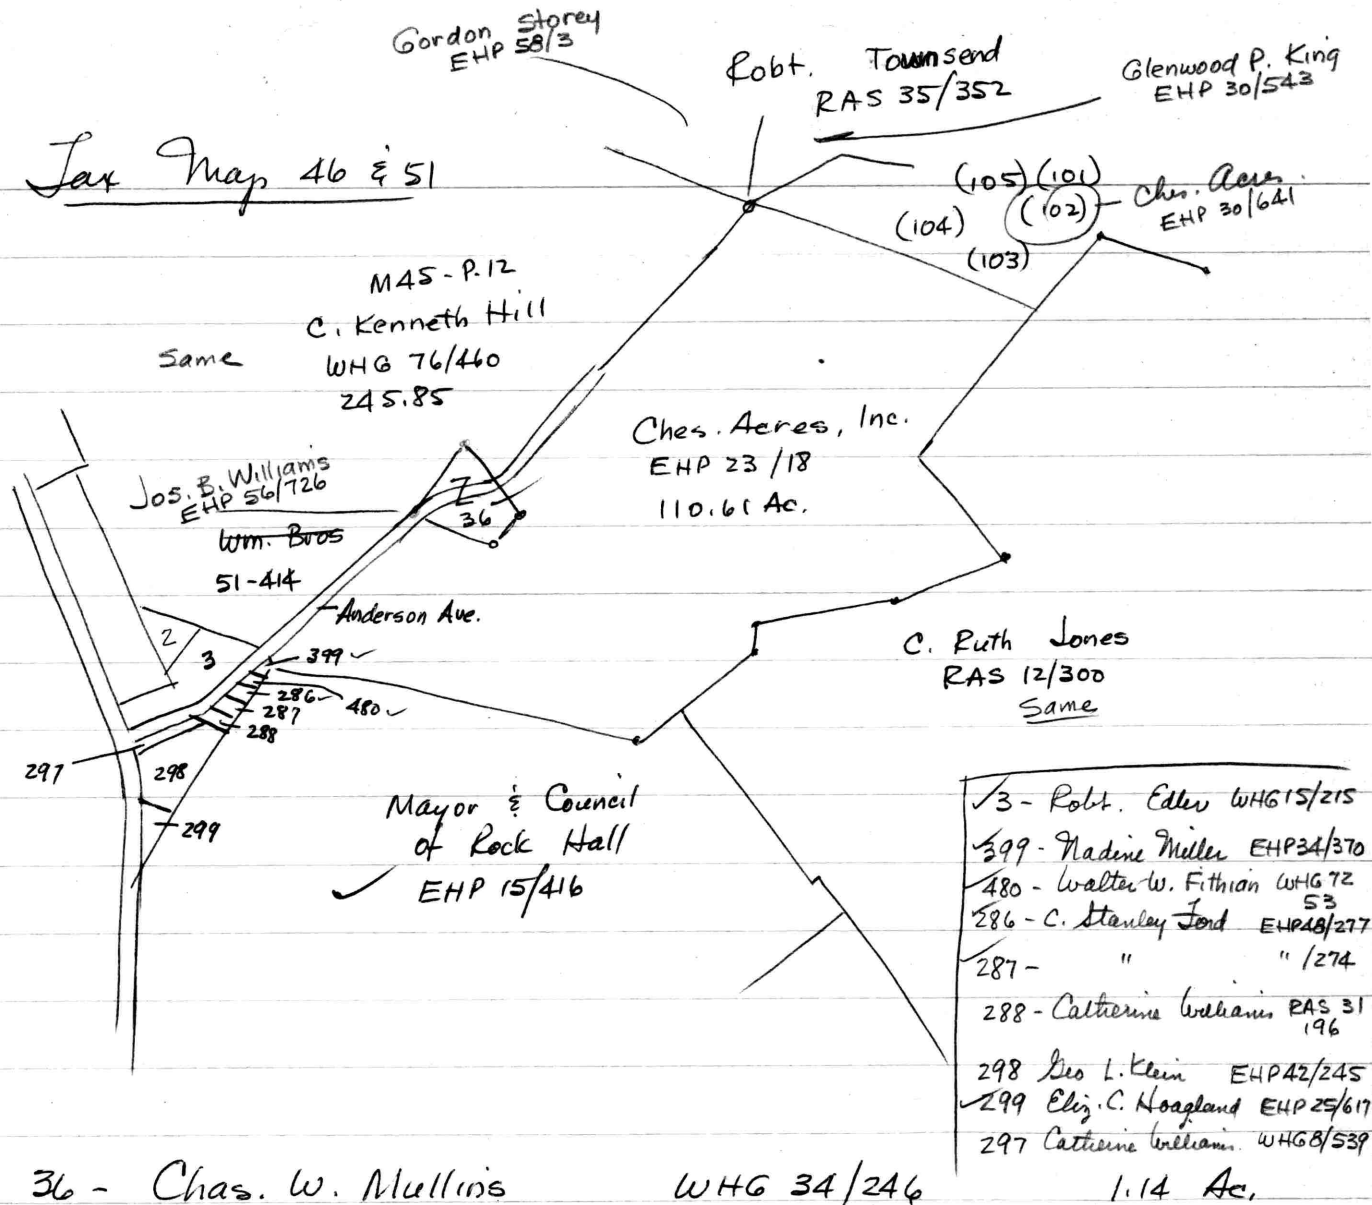 Gordon Storey
EHP 58/3
Robt. Townsend
RAS 35/352
Glenwood P. King
EHP 30/543
Tax Map 46 & 51
(105) (101)
(104) (102)
(103)
Ches. Acres
EHP 30/641
M45-P.12
C. Kenneth Hill
Same WHG 76/460
245.85
Ches. Acres, Inc.
EHP 23/18
110.61 Ac.
Jos. B. Williams
EHP 56/726
Wm. Bros
51-414
Z
36
Anderson Ave.
2
3
399 ✓
286 ✓
480 ✓
287
288
297
298
299
C. Ruth Jones
RAS 12/300
Same
Mayor & Council
of Rock Hall
✓ EHP 15/416
✓3 - Robt. Edler WHG 15/215
✓399 - Nadine Miller EHP 34/370
✓480 - Walter W. Fithian WHG 72
53
✓286 - C. Stanley Ford EHP 48/277
✓287 - " " /274
288 - Catherine Williams RAS 31
196
298 Geo L. Klein EHP 42/245
✓299 Eliz. C. Hoagland EHP 25/617
297 Catherine Williams WHG 8/539
36 - Chas. W. Mullins WHG 34/246 1.14 Ac.